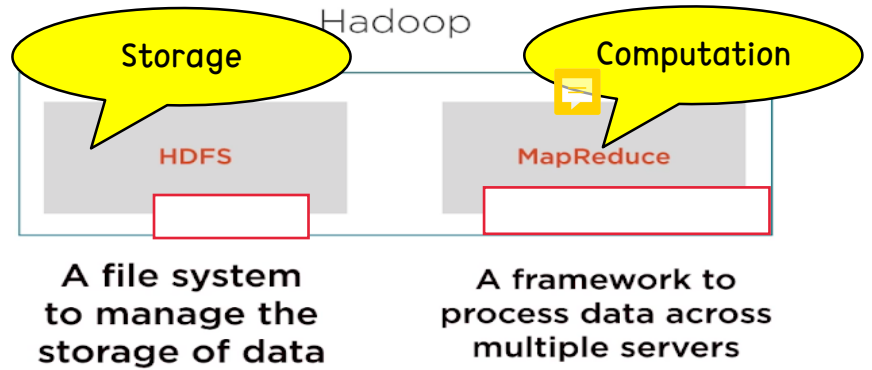 Hadoop
Storage
Computation
HDFS
MapReduce
A file system
to manage the
storage of data
A framework to
process data across
multiple servers